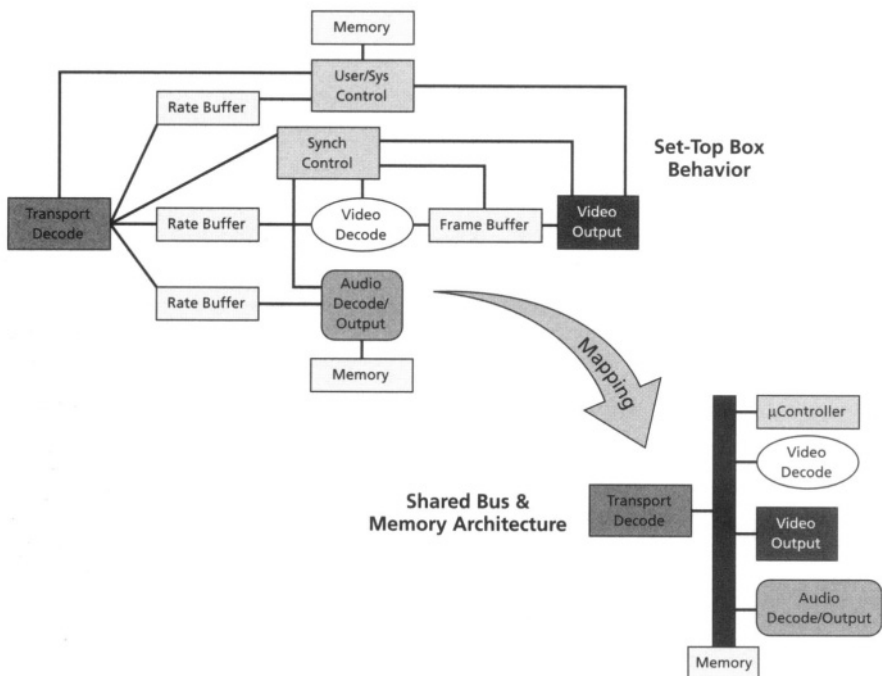 Memory
User/Sys
Control
Rate Buffer
Synch
Control
Set-Top Box
Behavior
Transport
Decode
Rate Buffer
Video
Decode
Frame Buffer
Video
Output
Rate Buffer
Audio
Decode/
Output
Memory
Mapping
μController
Video
Decode
Shared Bus &
Memory Architecture
Transport
Decode
Video
Output
Audio
Decode/Output
Memory